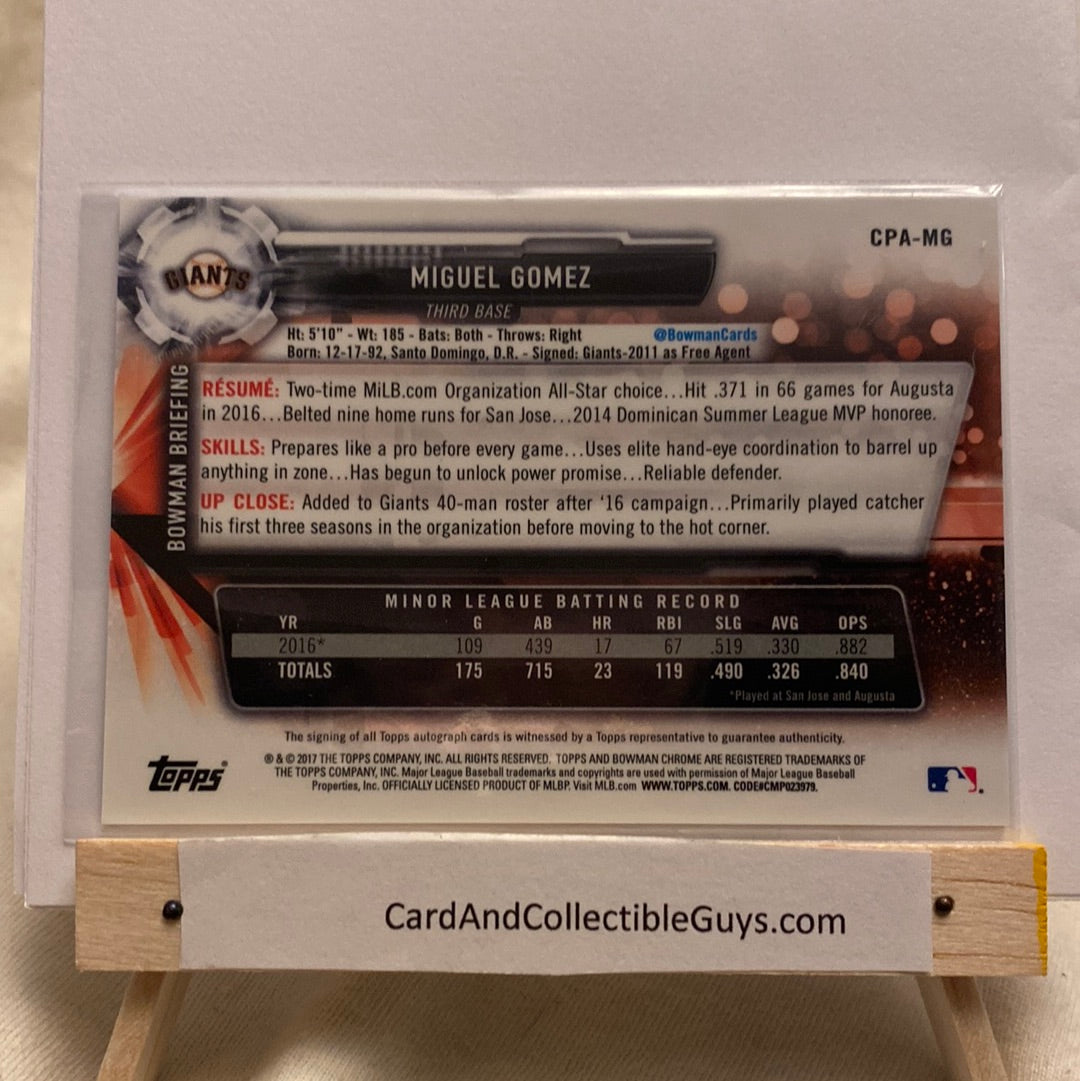 CPA-MG
GIANTS
MIGUEL GOMEZ
THIRD BASE
Ht: 5'10" - Wt: 185 - Bats: Both - Throws: Right @BowmanCards
Born: 12-17-92, Santo Domingo, D.R. - Signed: Giants-2011 as Free Agent
BOWMAN BRIEFING
RÉSUMÉ: Two-time MiLB.com Organization All-Star choice...Hit .371 in 66 games for Augusta
in 2016...Belted nine home runs for San Jose...2014 Dominican Summer League MVP honoree.
SKILLS: Prepares like a pro before every game...Uses elite hand-eye coordination to barrel up
anything in zone...Has begun to unlock power promise...Reliable defender.
UP CLOSE: Added to Giants 40-man roster after '16 campaign...Primarily played catcher
his first three seasons in the organization before moving to the hot corner.
MINOR LEAGUE BATTING RECORD
YR G AB HR RBI SLG AVG OPS
2016* 109 439 17 67 .519 .330 .882
TOTALS 175 715 23 119 .490 .326 .840
*Played at San Jose and Augusta
The signing of all Topps autograph cards is witnessed by a Topps representative to guarantee authenticity.
Topps®
® & © 2017 THE TOPPS COMPANY, INC. ALL RIGHTS RESERVED. TOPPS AND BOWMAN CHROME ARE REGISTERED TRADEMARKS OF
THE TOPPS COMPANY, INC. Major League Baseball trademarks and copyrights are used with permission of Major League Baseball
Properties, Inc. OFFICIALLY LICENSED PRODUCT OF MLBP. Visit MLB.com WWW.TOPPS.COM. CODE#CMP023979.
CardAndCollectibleGuys.com